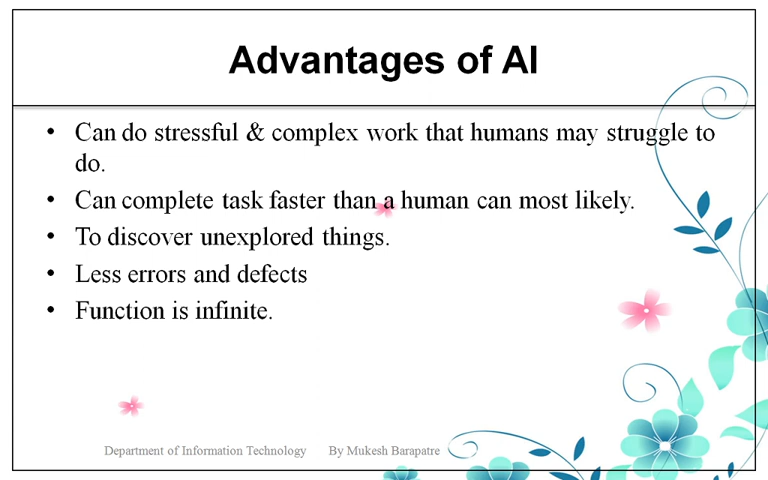 Advantages of AI
• Can do stressful & complex work that humans may struggle to
do.
• Can complete task faster than a human can most likely.
• To discover unexplored things.
• Less errors and defects
• Function is infinite.
Department of Information Technology By Mukesh Barapatre